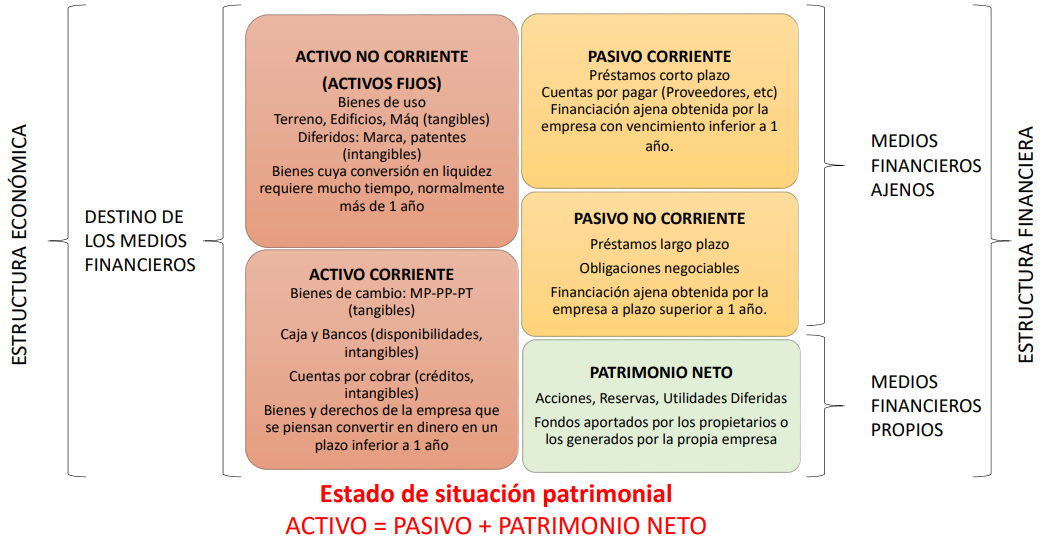 ESTRUCTURA ECONÓMICA
DESTINO DE
LOS MEDIOS
FINANCIEROS
ACTIVO NO CORRIENTE
(ACTIVOS FIJOS)
Bienes de uso
Terreno, Edificios, Máq (tangibles)
Diferidos: Marca, patentes
(intangibles)
Bienes cuya conversión en liquidez
requiere mucho tiempo, normalmente
más de 1 año
ACTIVO CORRIENTE
Bienes de cambio: MP-PP-PT
(tangibles)
Caja y Bancos (disponibilidades,
intangibles)
Cuentas por cobrar (créditos,
intangibles)
Bienes y derechos de la empresa que
se piensan convertir en dinero en un
plazo inferior a 1 año
PASIVO CORRIENTE
Préstamos corto plazo
Cuentas por pagar (Proveedores, etc)
Financiación ajena obtenida por la
empresa con vencimiento inferior a 1
año.
PASIVO NO CORRIENTE
Préstamos largo plazo
Obligaciones negociables
Financiación ajena obtenida por la
empresa a plazo superior a 1 año.
PATRIMONIO NETO
Acciones, Reservas, Utilidades Diferidas
Fondos aportados por los propietarios o
los generados por la propia empresa
MEDIOS
FINANCIEROS
AJENOS
MEDIOS
FINANCIEROS
PROPIOS
ESTRUCTURA FINANCIERA
Estado de situación patrimonial
ACTIVO = PASIVO + PATRIMONIO NETO